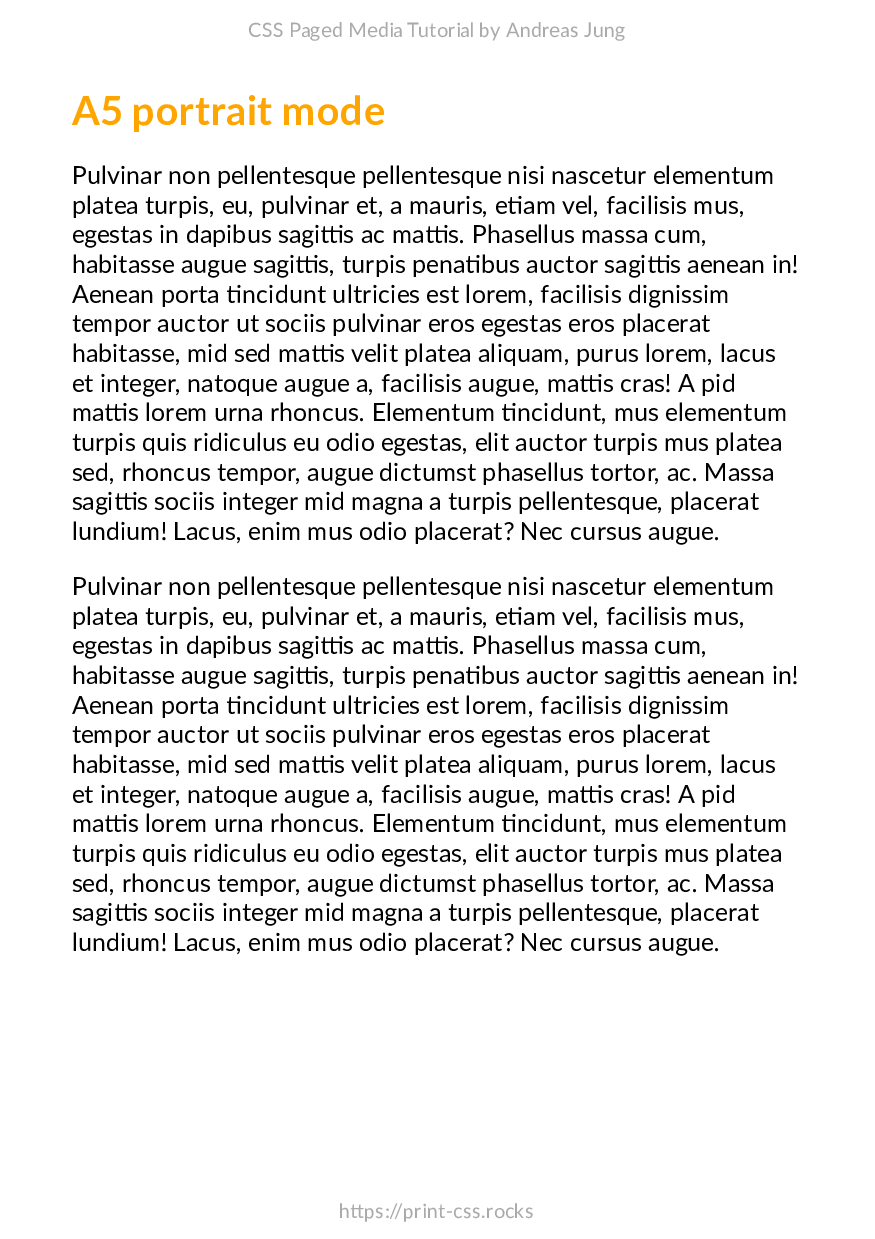 CSS Paged Media Tutorial by Andreas Jung
A5 portrait mode
Pulvinar non pellentesque pellentesque nisi nascetur elementum
platea turpis, eu, pulvinar et, a mauris, etiam vel, facilisis mus,
egestas in dapibus sagittis ac mattis. Phasellus massa cum,
habitasse augue sagittis, turpis penatibus auctor sagittis aenean in!
Aenean porta tincidunt ultricies est lorem, facilisis dignissim
tempor auctor ut sociis pulvinar eros egestas eros placerat
habitasse, mid sed mattis velit platea aliquam, purus lorem, lacus
et integer, natoque augue a, facilisis augue, mattis cras! A pid
mattis lorem urna rhoncus. Elementum tincidunt, mus elementum
turpis quis ridiculus eu odio egestas, elit auctor turpis mus platea
sed, rhoncus tempor, augue dictumst phasellus tortor, ac. Massa
sagittis sociis integer mid magna a turpis pellentesque, placerat
lundium! Lacus, enim mus odio placerat? Nec cursus augue.
Pulvinar non pellentesque pellentesque nisi nascetur elementum
platea turpis, eu, pulvinar et, a mauris, etiam vel, facilisis mus,
egestas in dapibus sagittis ac mattis. Phasellus massa cum,
habitasse augue sagittis, turpis penatibus auctor sagittis aenean in!
Aenean porta tincidunt ultricies est lorem, facilisis dignissim
tempor auctor ut sociis pulvinar eros egestas eros placerat
habitasse, mid sed mattis velit platea aliquam, purus lorem, lacus
et integer, natoque augue a, facilisis augue, mattis cras! A pid
mattis lorem urna rhoncus. Elementum tincidunt, mus elementum
turpis quis ridiculus eu odio egestas, elit auctor turpis mus platea
sed, rhoncus tempor, augue dictumst phasellus tortor, ac. Massa
sagittis sociis integer mid magna a turpis pellentesque, placerat
lundium! Lacus, enim mus odio placerat? Nec cursus augue.
https://print-css.rocks